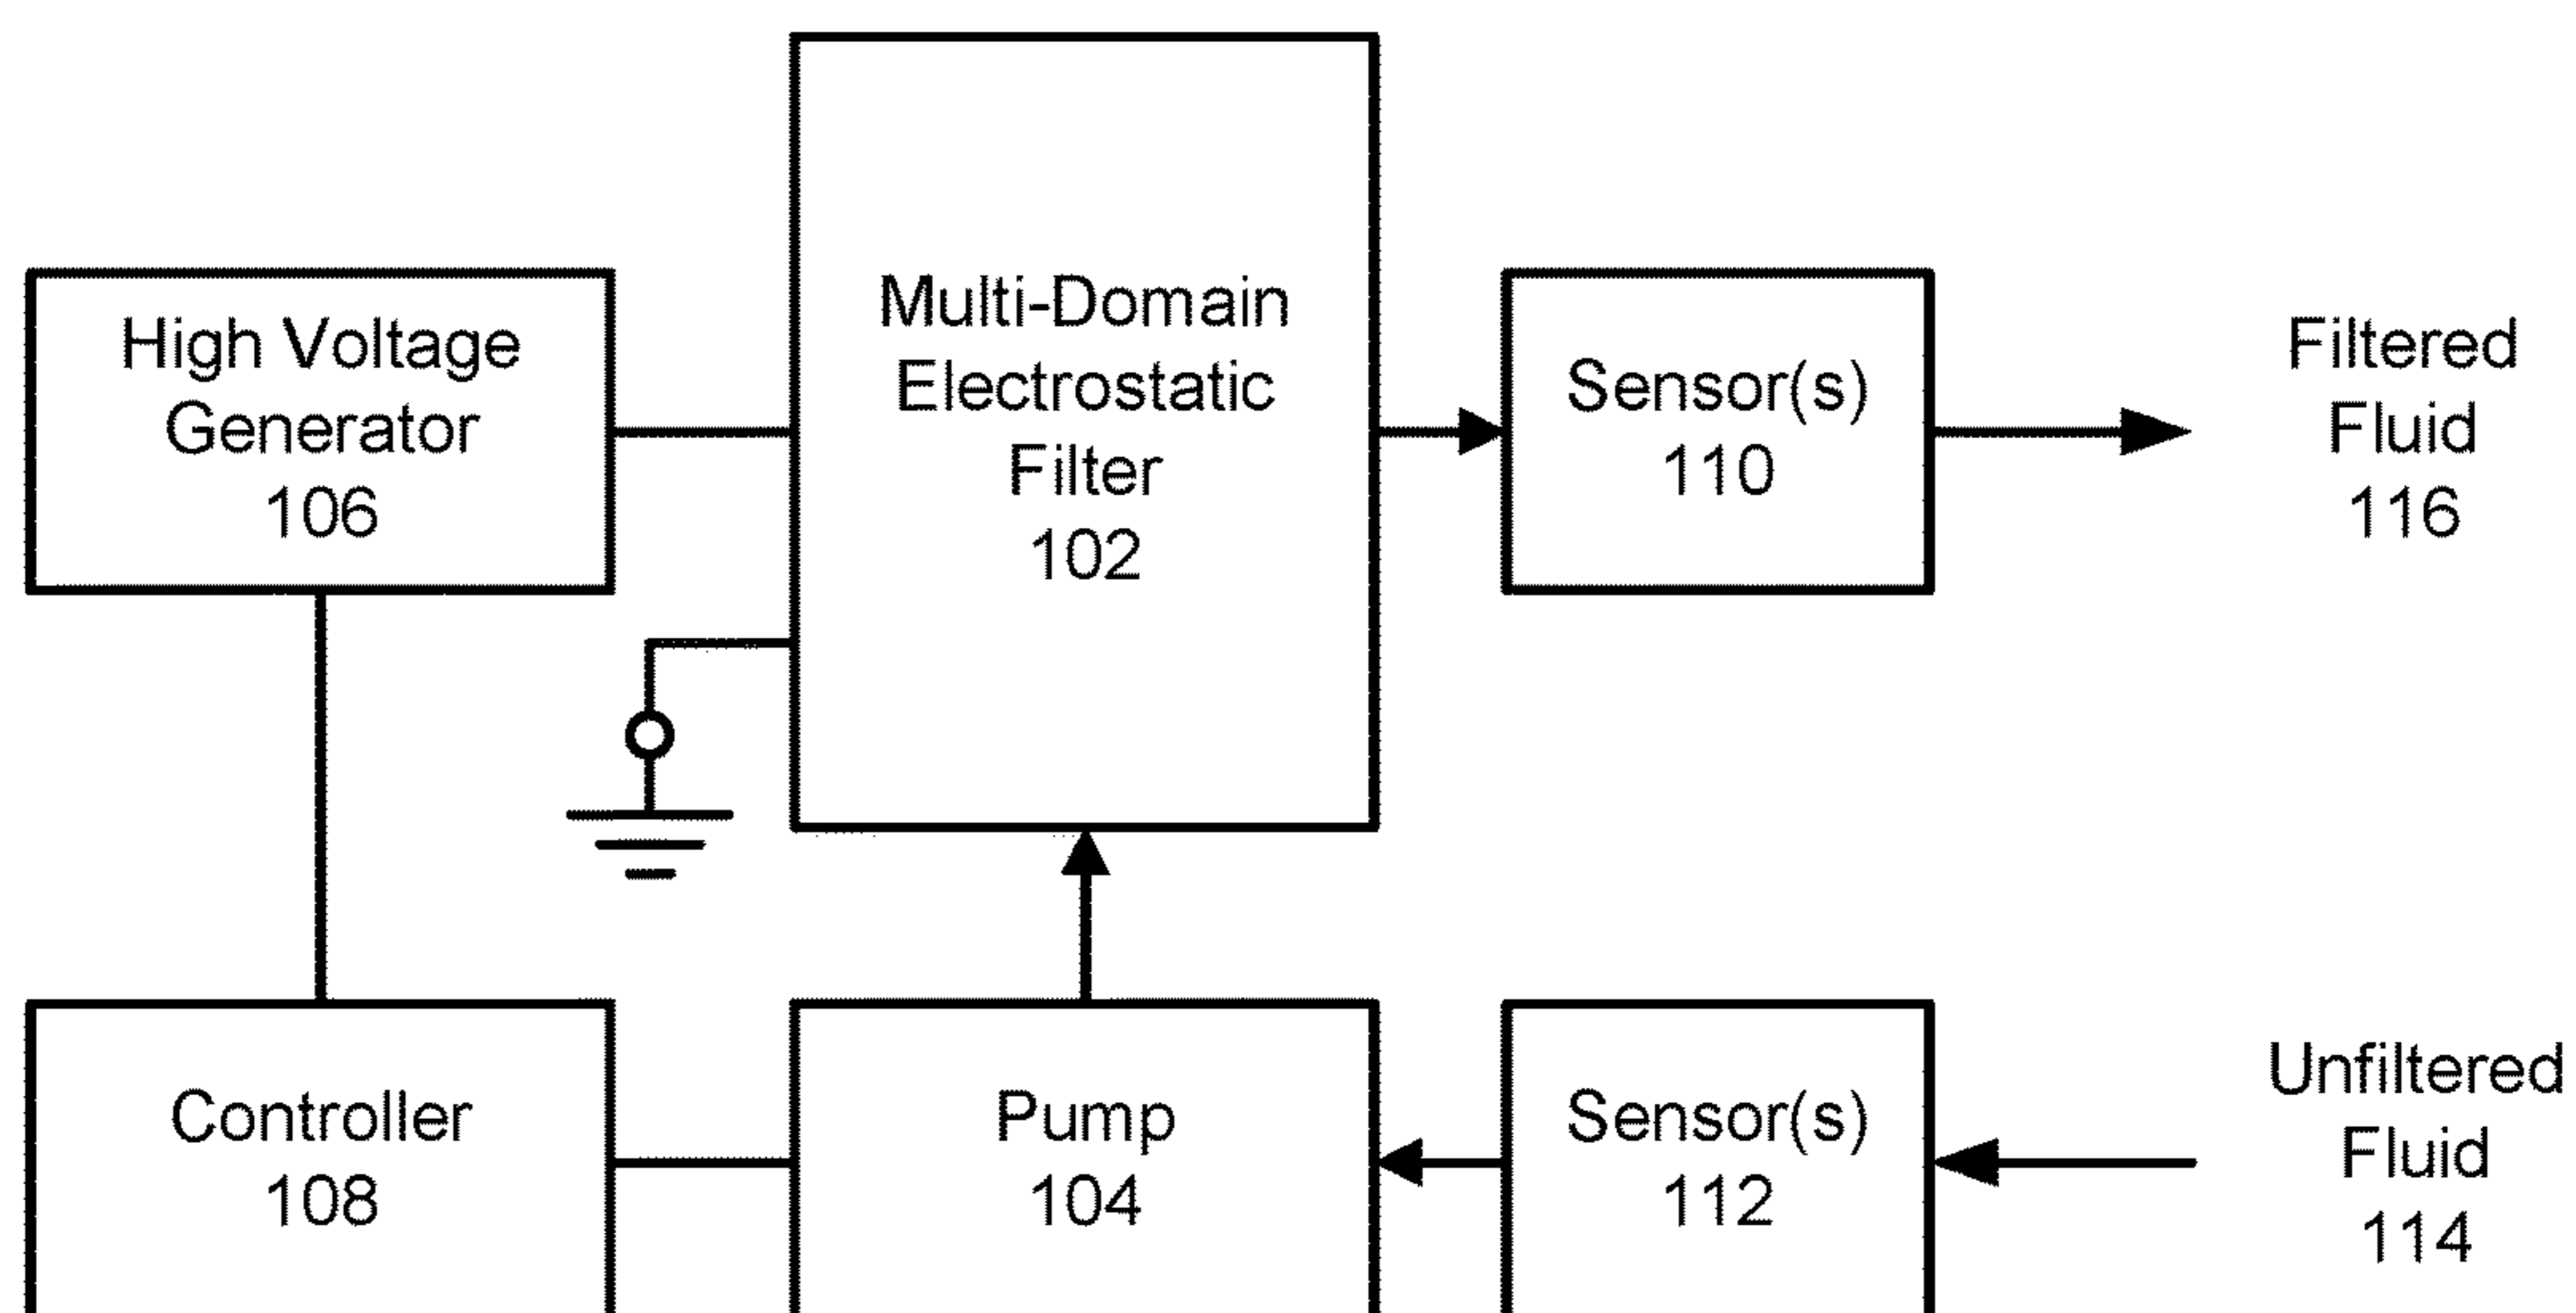 High Voltage
Generator
106
Multi-Domain
Electrostatic
Filter
102
Sensor(s)
110
Filtered
Fluid
116
Controller
108
Pump
104
Sensor(s)
112
Unfiltered
Fluid
114